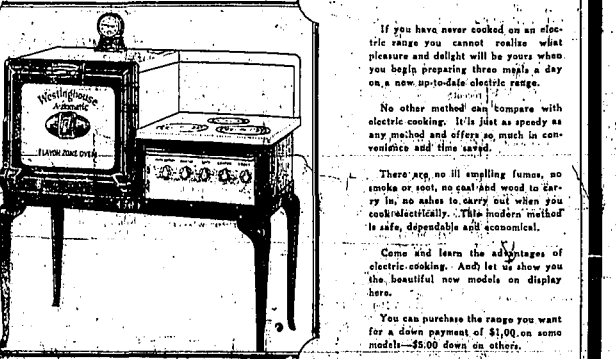 Westinghouse
Automatic
FLAVOR ZONE OVEN
If you have never cooked on an elec-
tric range you cannot realize what
pleasure and delight will be yours when
you begin preparing three meals a day
on a new up-to-date electric range.
No other method can compare with
electric cooking. It is just as speedy as
any method and offers so much in con-
venience and time saved.
There are no ill smelling fumes, no
smoke or soot, no coal and wood to car-
ry in, no ashes to carry out when you
cook electrically. This modern method
is safe, dependable and economical.
Come and learn the advantages of
electric cooking. And let us show you
the beautiful new models on display
here.
You can purchase the range you want
for a down payment of $1.00 on some
models—$5.00 down on others.